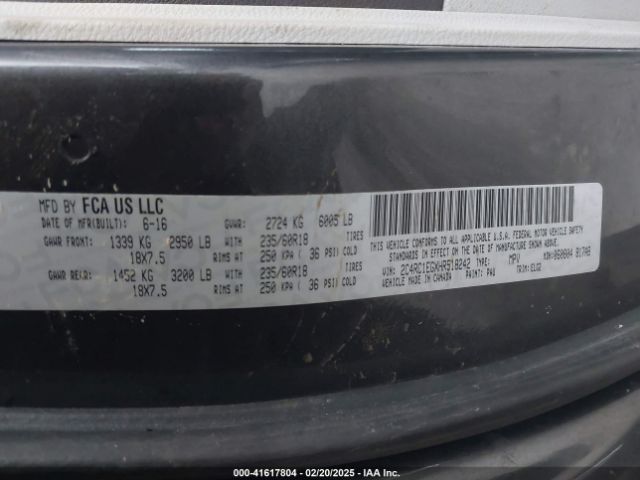 MFD BY FCA US LLC
DATE OF MFR(BUILT): 6-16 GVWR: 2724 KG 6005 LB
GAWR FRONT: 1339 KG 2950 LB WITH 235/60R18 TIRES
18X7.5 RIMS AT 250 KPA ( 36 PSI) COLD
GAWR REAR: 1452 KG 3200 LB WITH 235/60R18 TIRES
18X7.5 RIMS AT 250 KPA ( 36 PSI) COLD
THIS VEHICLE CONFORMS TO ALL APPLICABLE U.S.A. FEDERAL MOTOR VEHICLE SAFETY
STANDARDS IN EFFECT ON THE DATE OF MANUFACTURE SHOWN ABOVE.
VIN: TYPE: MPV
VEHICLE MADE IN CANADA PAINT: PAU TRIM:
000-41617804 — 02/20/2025 — IAA Inc.